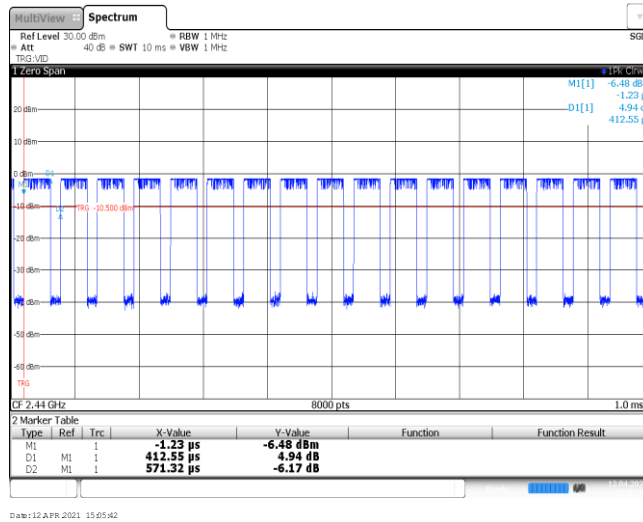 MultiView Spectrum
Ref Level 30.00 dBm RBW 1 MHz SGL
Att 40 dB SWT 10 ms VBW 1 MHz
TRG:VID
1 Zero Span 1Pk Clrw
M1[1] -6.48 dB
-1.23 µs
D1[1] 4.94 d
412.55 µ
20 dBm
10 dBm
0 dBm
D1
M1
-10 dBm
D2
TRG -10.500 dBm
-20 dBm
-30 dBm
dBm
-50 dBm
-60 dBm
TRG
CF 2.44 GHz 8000 pts 1.0 ms
2 Marker Table
Type Ref Trc X-Value Y-Value Function Function Result
M1 1 -1.23 µs -6.48 dBm
D1 M1 1 412.55 µs 4.94 dB
D2 M1 1 571.32 µs -6.17 dB
Date: 12.APR.2021 15:05:42